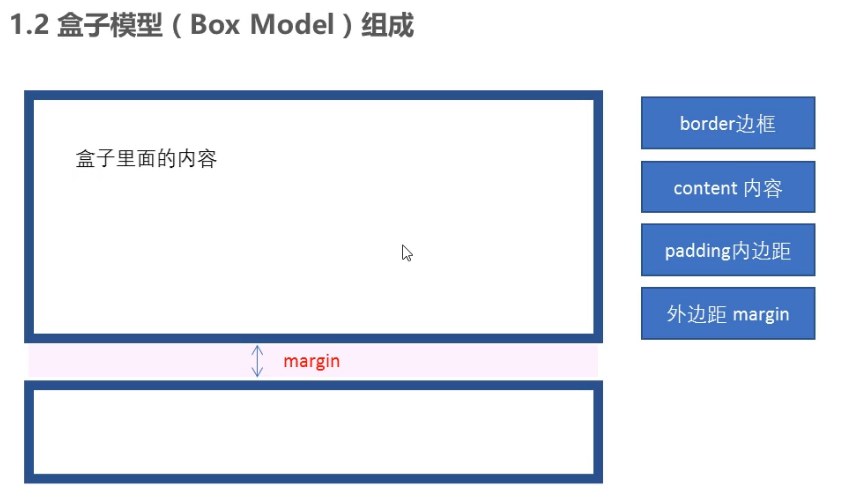 1.2 盒子模型（Box Model）组成
盒子里面的内容
border边框
content 内容
padding内边距
外边距 margin
margin